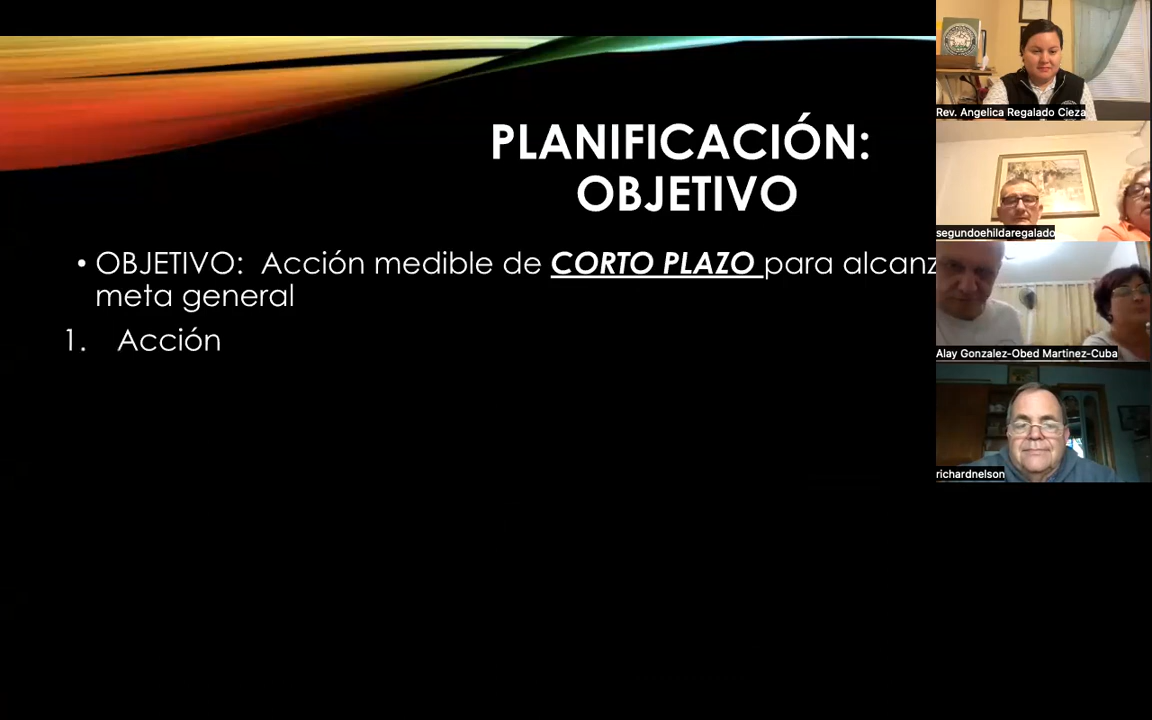 PLANIFICACIÓN:
OBJETIVO
• OBJETIVO: Acción medible de CORTO PLAZO para alcanz
meta general
1. Acción
Rev. Angelica Regalado Cieza
segundoehildaregalado
Alay Gonzalez-Obed Martinez-Cuba
richardnelson